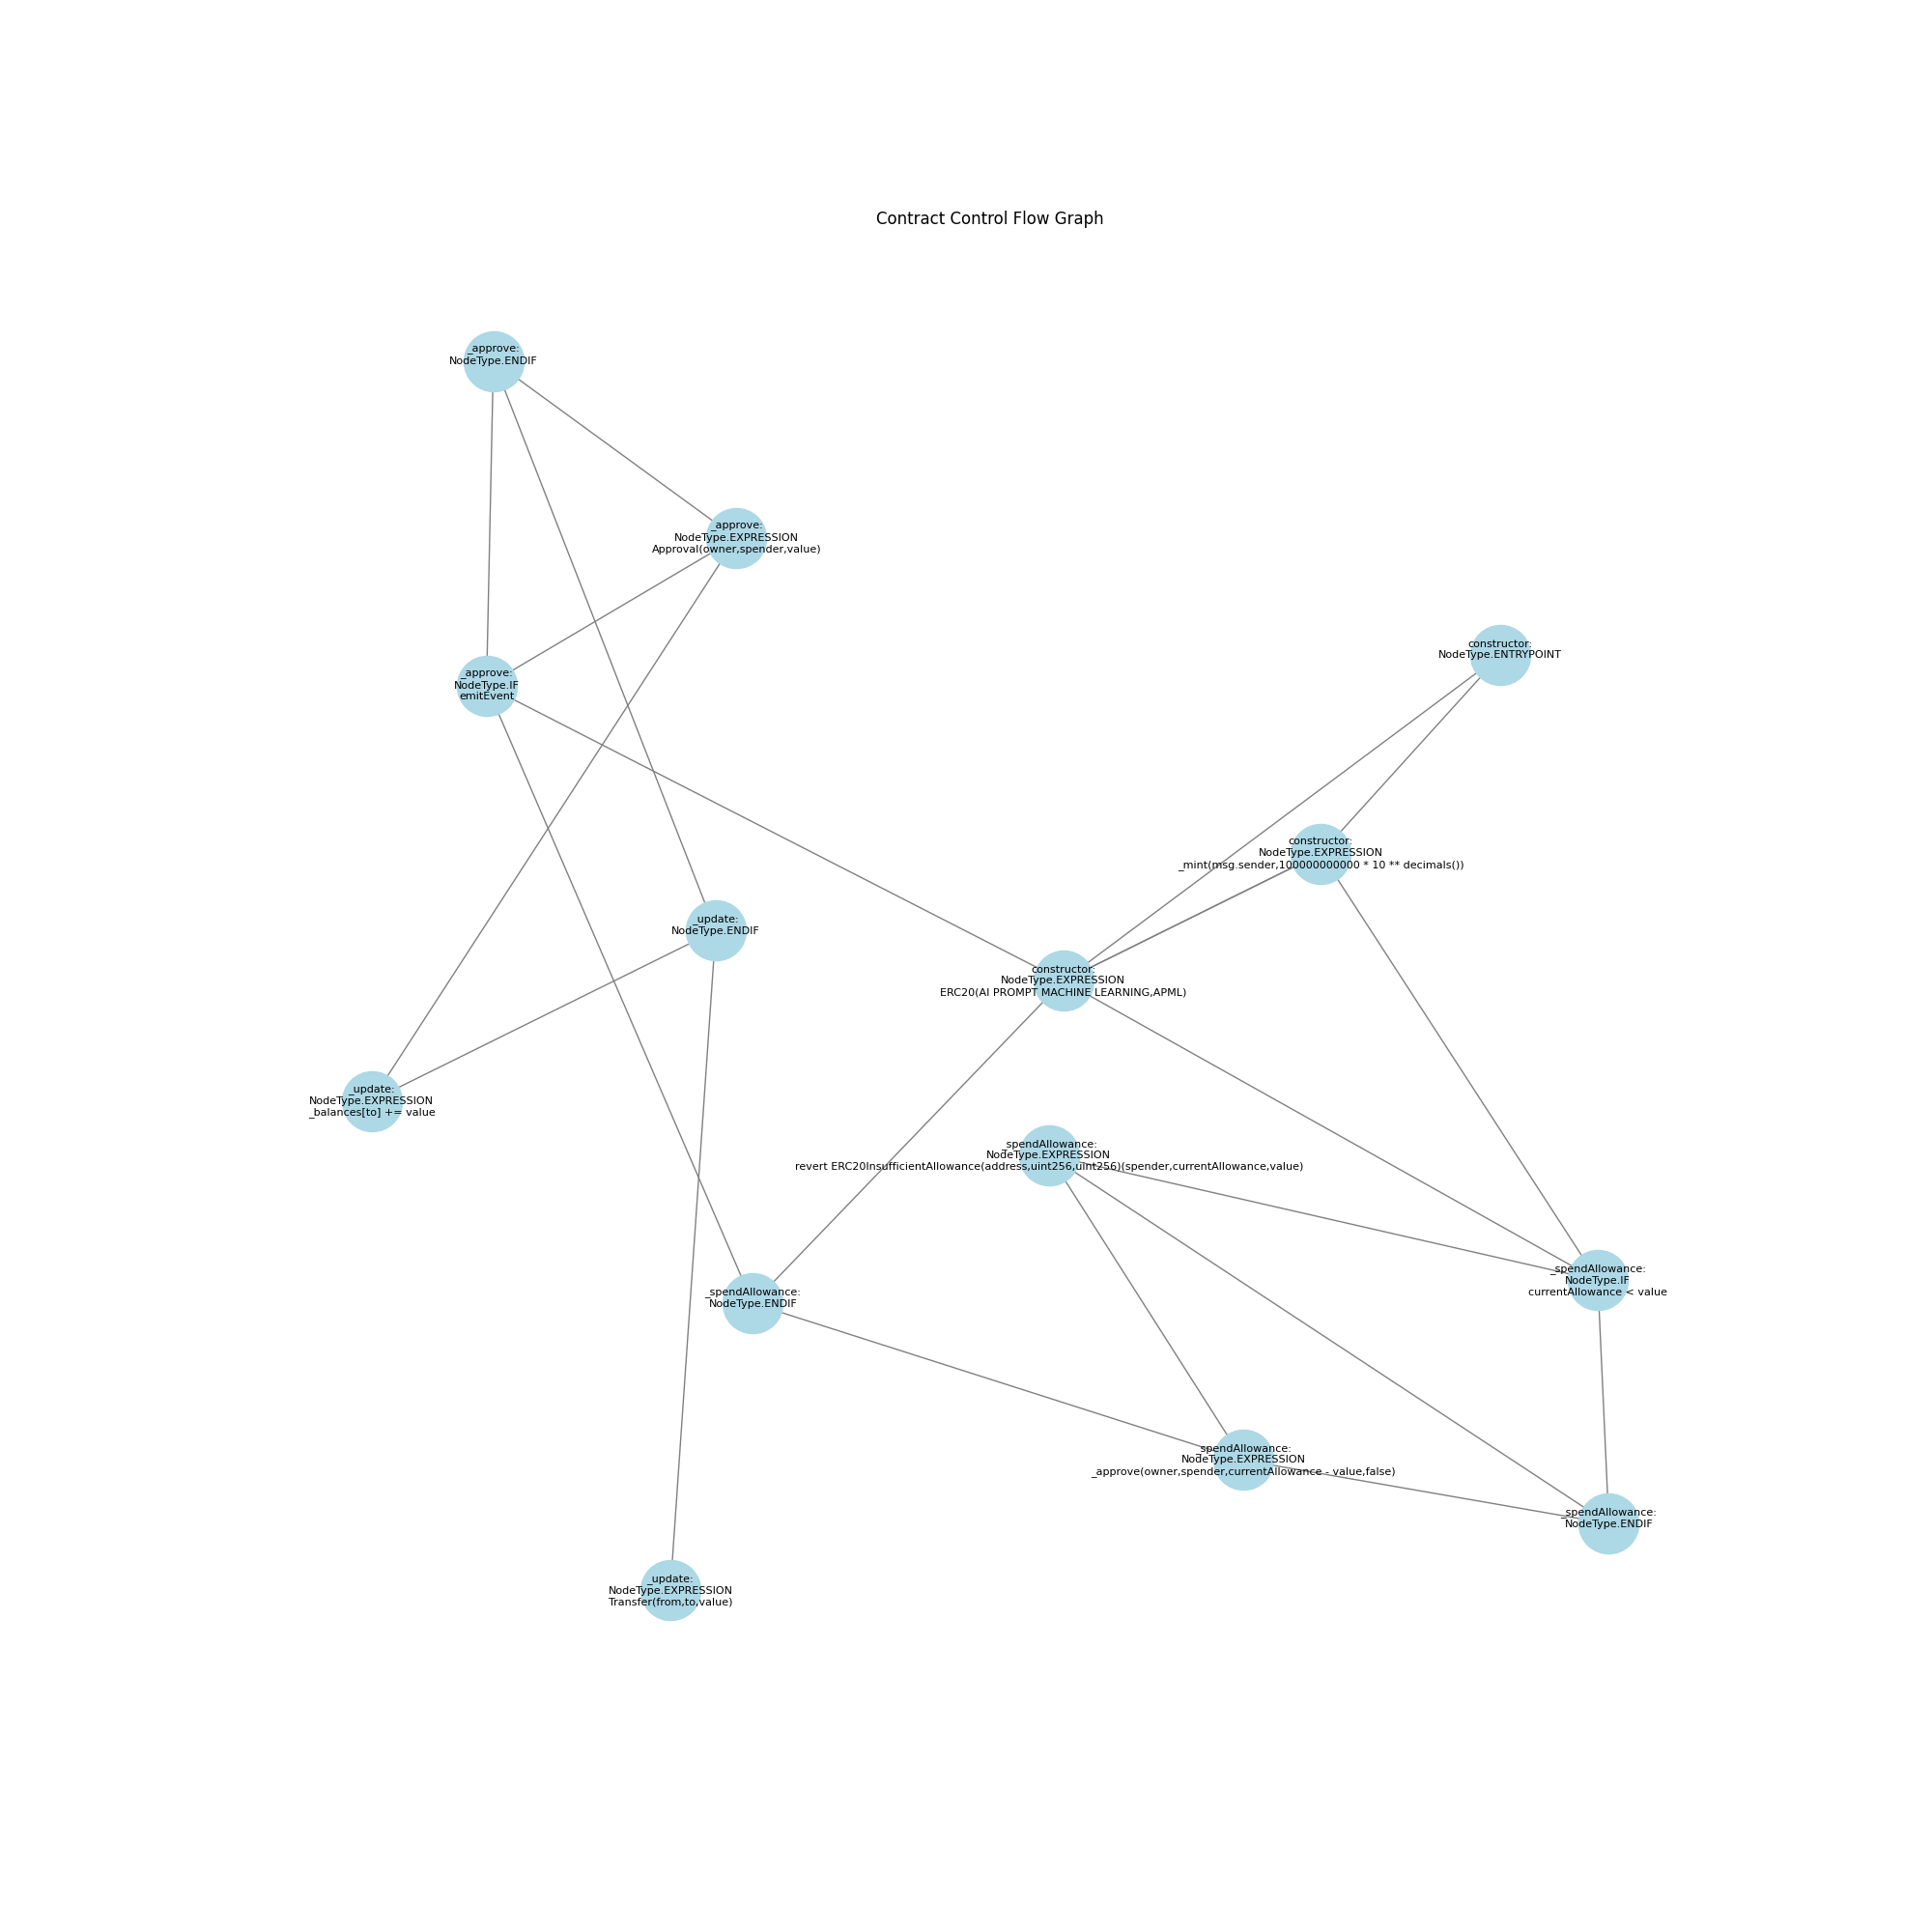 Contract Control Flow Graph
_approve:
NodeType.ENDIF
_approve:
NodeType.EXPRESSION
Approval(owner,spender,value)
constructor:
NodeType.ENTRYPOINT
_approve:
NodeType.IF
emitEvent
constructor:
NodeType.EXPRESSION
_mint(msg.sender,100000000000 * 10 ** decimals())
_update:
NodeType.ENDIF
constructor:
NodeType.EXPRESSION
ERC20(AI PROMPT MACHINE LEARNING,APML)
_update:
NodeType.EXPRESSION
_balances[to] += value
_spendAllowance:
NodeType.EXPRESSION
revert ERC20InsufficientAllowance(address,uint256,uint256)(spender,currentAllowance,value)
_spendAllowance:
NodeType.IF
currentAllowance < value
_spendAllowance:
NodeType.ENDIF
_spendAllowance:
NodeType.EXPRESSION
_approve(owner,spender,currentAllowance - value,false)
_spendAllowance:
NodeType.ENDIF
_update:
NodeType.EXPRESSION
Transfer(from,to,value)